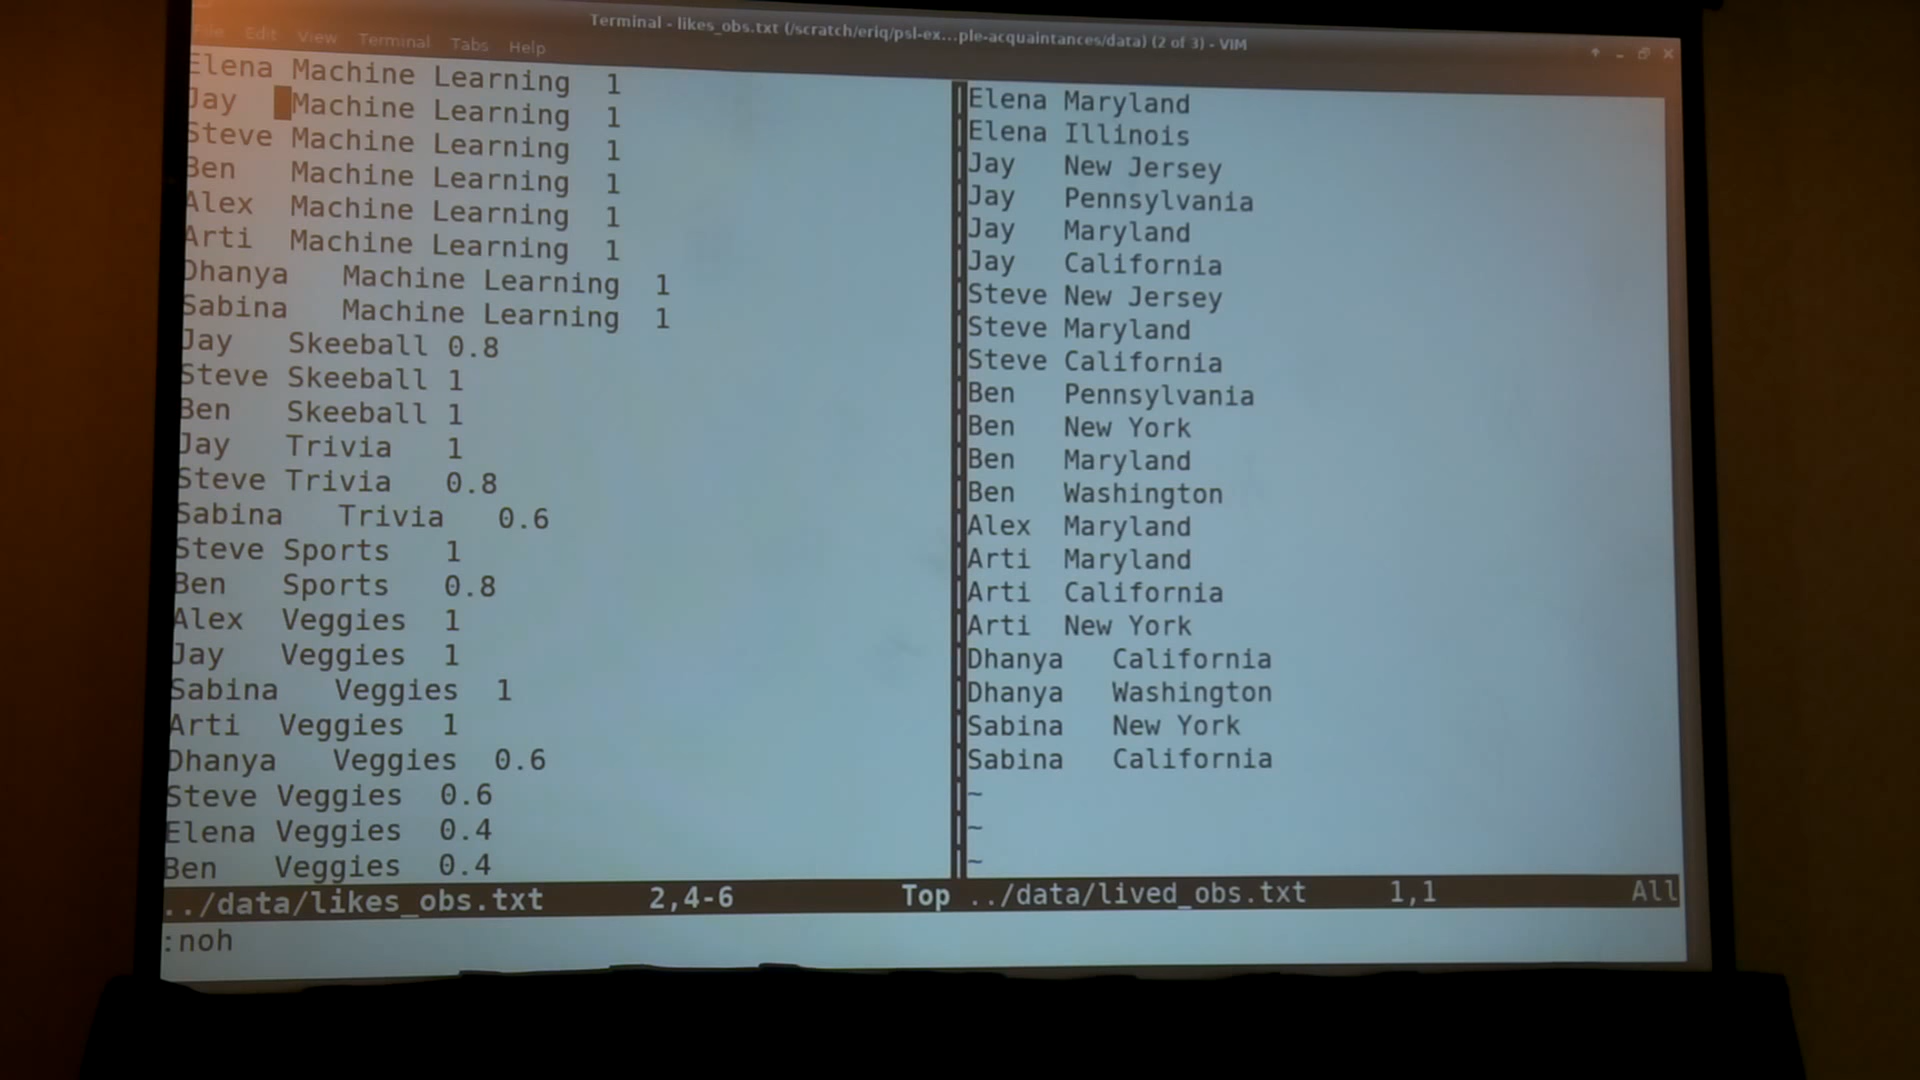 Terminal - likes_obs.txt (/scratch/eriq/psl-ex...ple-acquaintances/data) (2 of 3) - VIM
File Edit View Terminal Tabs Help
Elena Machine Learning 1
Jay Machine Learning 1
Steve Machine Learning 1
Ben Machine Learning 1
Alex Machine Learning 1
Arti Machine Learning 1
Dhanya Machine Learning 1
Sabina Machine Learning 1
Jay Skeeball 0.8
Steve Skeeball 1
Ben Skeeball 1
Jay Trivia 1
Steve Trivia 0.8
Sabina Trivia 0.6
Steve Sports 1
Ben Sports 0.8
Alex Veggies 1
Jay Veggies 1
Sabina Veggies 1
Arti Veggies 1
Dhanya Veggies 0.6
Steve Veggies 0.6
Elena Veggies 0.4
Ben Veggies 0.4
../data/likes_obs.txt 2,4-6 Top
:noh
Elena Maryland
Elena Illinois
Jay New Jersey
Jay Pennsylvania
Jay Maryland
Jay California
Steve New Jersey
Steve Maryland
Steve California
Ben Pennsylvania
Ben New York
Ben Maryland
Ben Washington
Alex Maryland
Arti Maryland
Arti California
Arti New York
Dhanya California
Dhanya Washington
Sabina New York
Sabina California
~
~
~
../data/lived_obs.txt 1,1 All